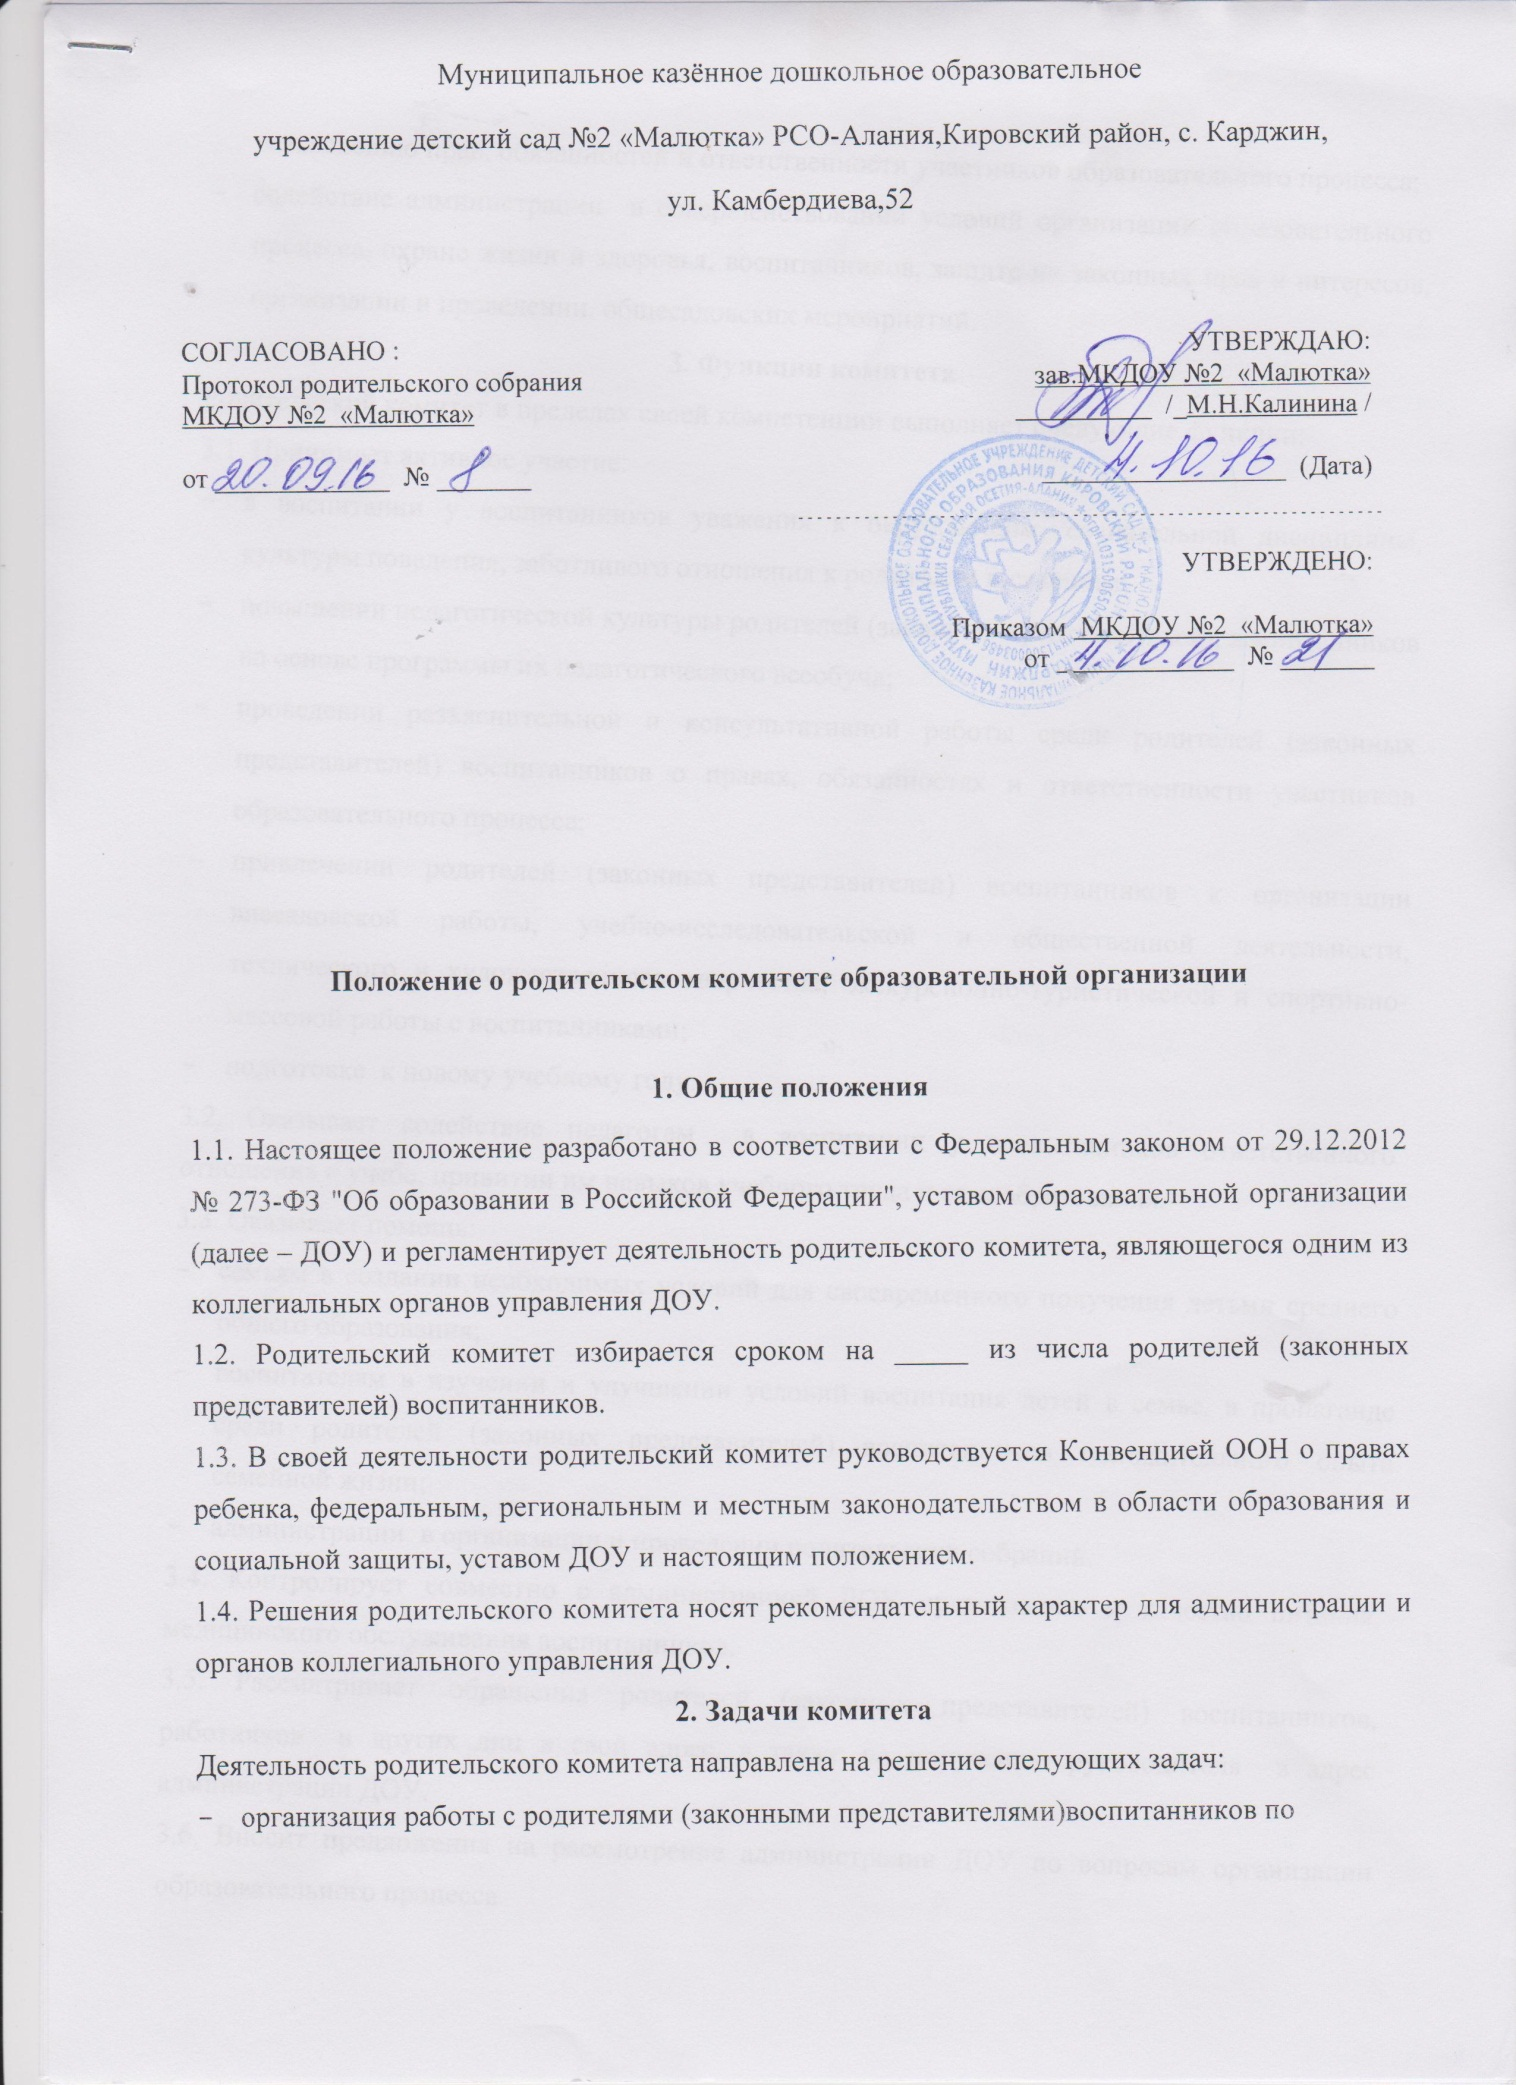 Муниципальное казённое дошкольное образовательное
учреждение детский сад №2 «Малютка» РСО-Алания,Кировский район, с. Карджин,
ул. Камбердиева,52
СОГЛАСОВАНО :
Протокол родительского собрания
МКДОУ №2 «Малютка»
от 20.09.16 № 8
УТВЕРЖДАЮ:
зав.МКДОУ №2 «Малютка»
/ М.Н.Калинина /
4.10.16 (Дата)
УТВЕРЖДЕНО:
Приказом МКДОУ №2 «Малютка»
от 4.10.16 № 21
Положение о родительском комитете образовательной организации
1. Общие положения
1.1. Настоящее положение разработано в соответствии с Федеральным законом от 29.12.2012
№ 273-ФЗ "Об образовании в Российской Федерации", уставом образовательной организации
(далее – ДОУ) и регламентирует деятельность родительского комитета, являющегося одним из
коллегиальных органов управления ДОУ.
1.2. Родительский комитет избирается сроком на _____ из числа родителей (законных
представителей) воспитанников.
1.3. В своей деятельности родительский комитет руководствуется Конвенцией ООН о правах
ребенка, федеральным, региональным и местным законодательством в области образования и
социальной защиты, уставом ДОУ и настоящим положением.
1.4. Решения родительского комитета носят рекомендательный характер для администрации и
органов коллегиального управления ДОУ.
2. Задачи комитета
Деятельность родительского комитета направлена на решение следующих задач:
− организация работы с родителями (законными представителями)воспитанников по